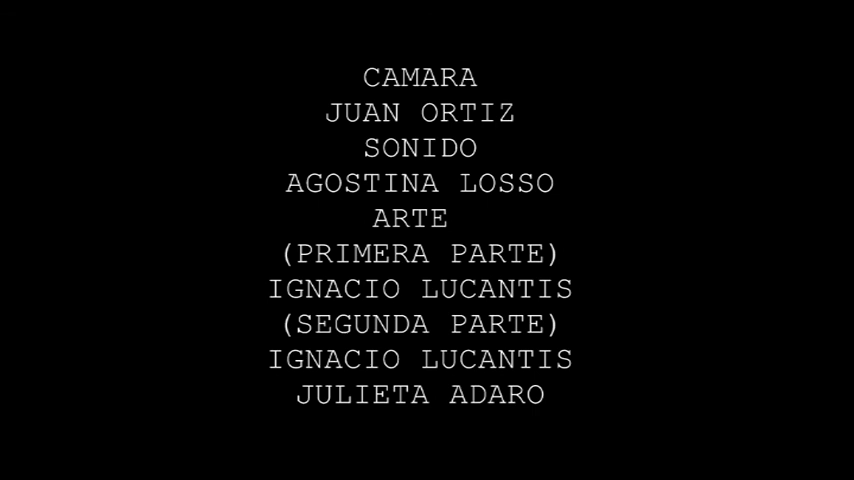 CAMARA
JUAN ORTIZ
SONIDO
AGOSTINA LOSSO
ARTE
(PRIMERA PARTE)
IGNACIO LUCANTIS
(SEGUNDA PARTE)
IGNACIO LUCANTIS
JULIETA ADARO